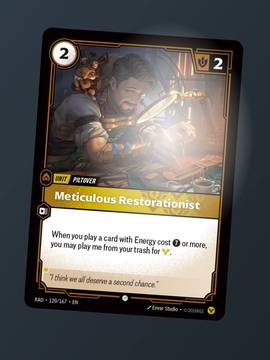 2
2
UNIT PILTOVER
Meticulous Restorationist
When you play a card with Energy cost 7 or more,
you may play me from your trash for
"I think we all deserve a second chance."
RAD • 120/167 • EN
Envar Studio